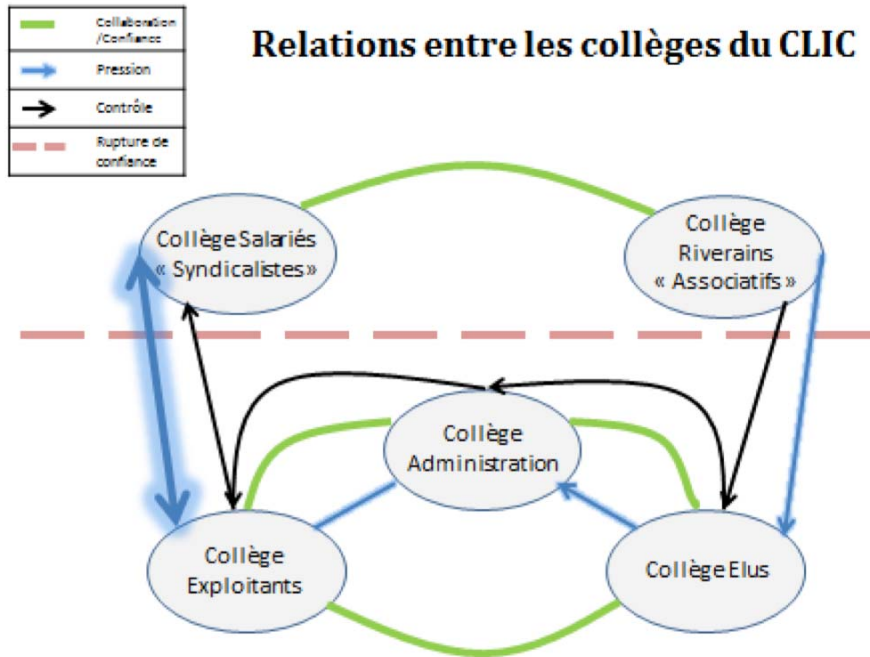 Collaboration
/Confiance
Pression
Contrôle
Rupture de
confiance
Relations entre les collèges du CLIC
Collège Salariés
« Syndicalistes»
Collège
Riverains
« Associatifs »
Collège
Administration
Collège
Exploitants
Collège Elus